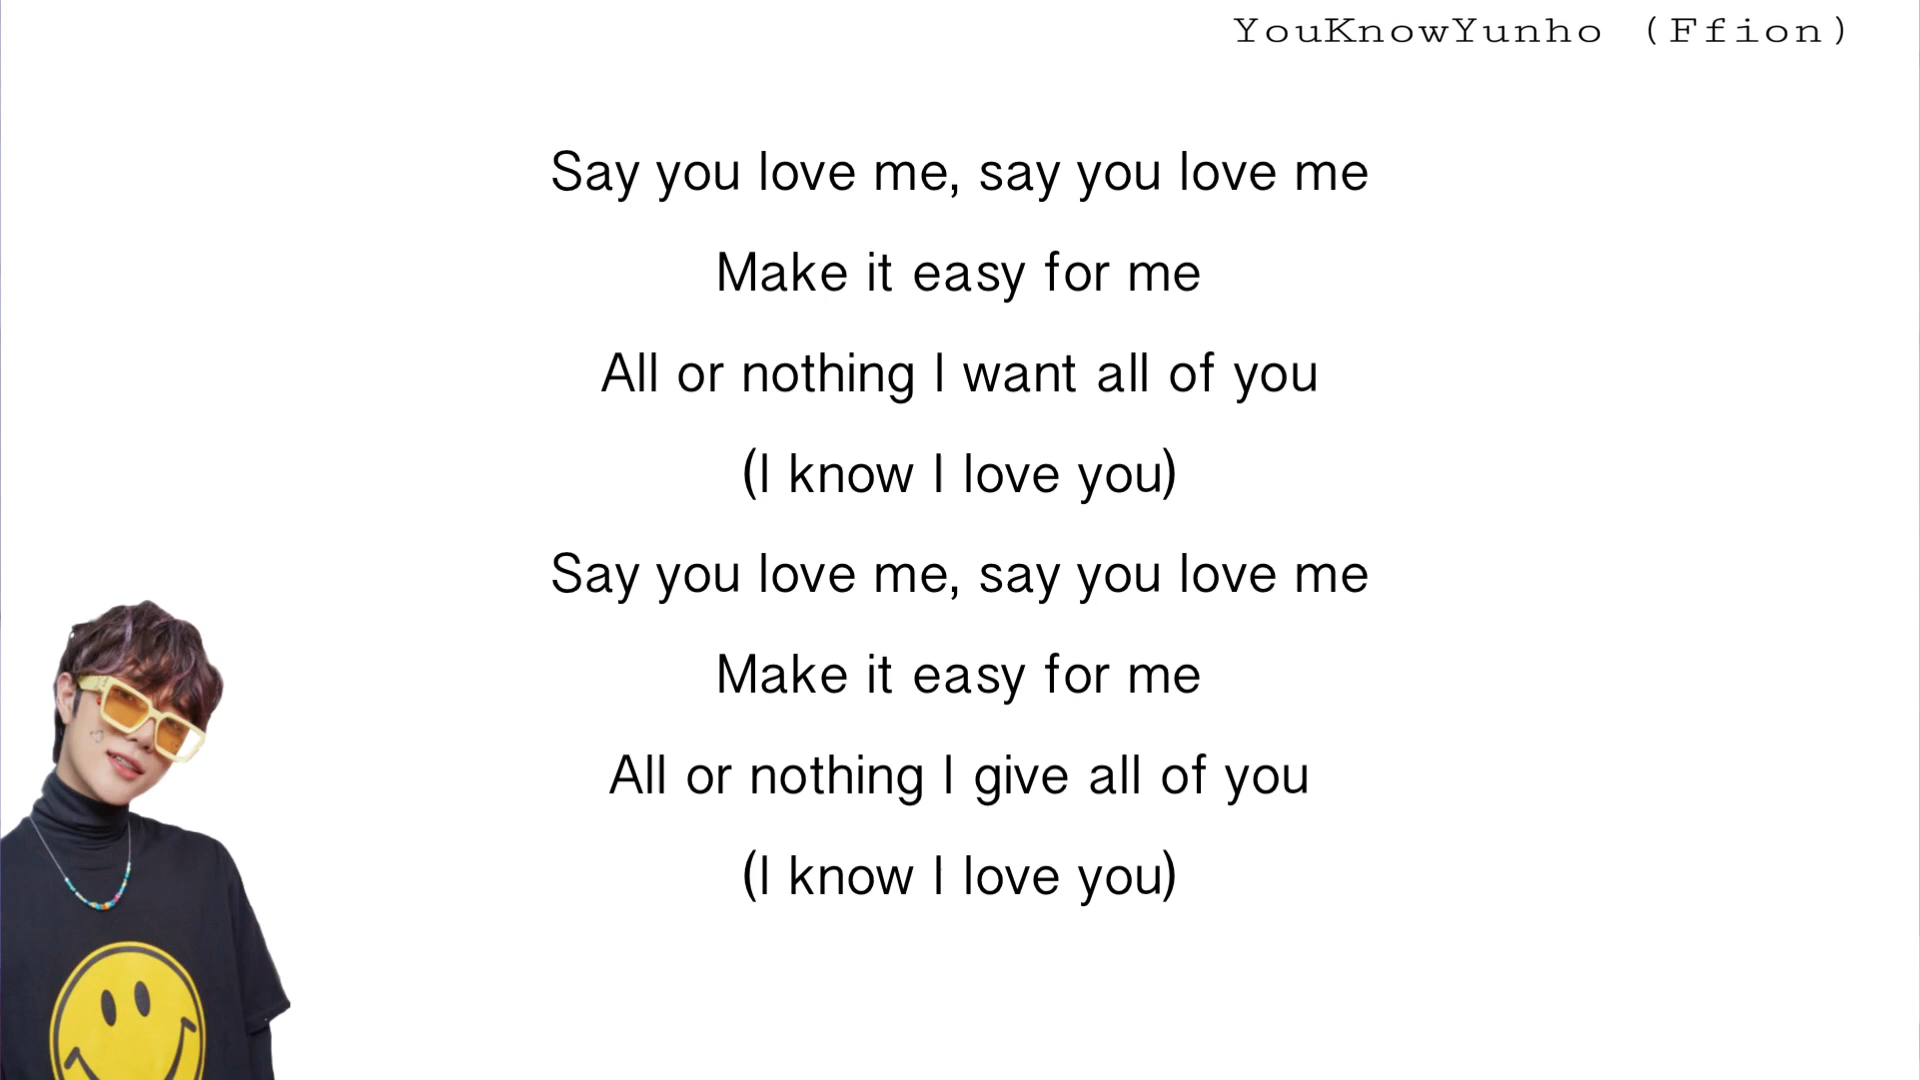 YouKnowYunho (Ffion)
Say you love me, say you love me
Make it easy for me
All or nothing I want all of you
(I know I love you)
Say you love me, say you love me
Make it easy for me
All or nothing I give all of you
(I know I love you)